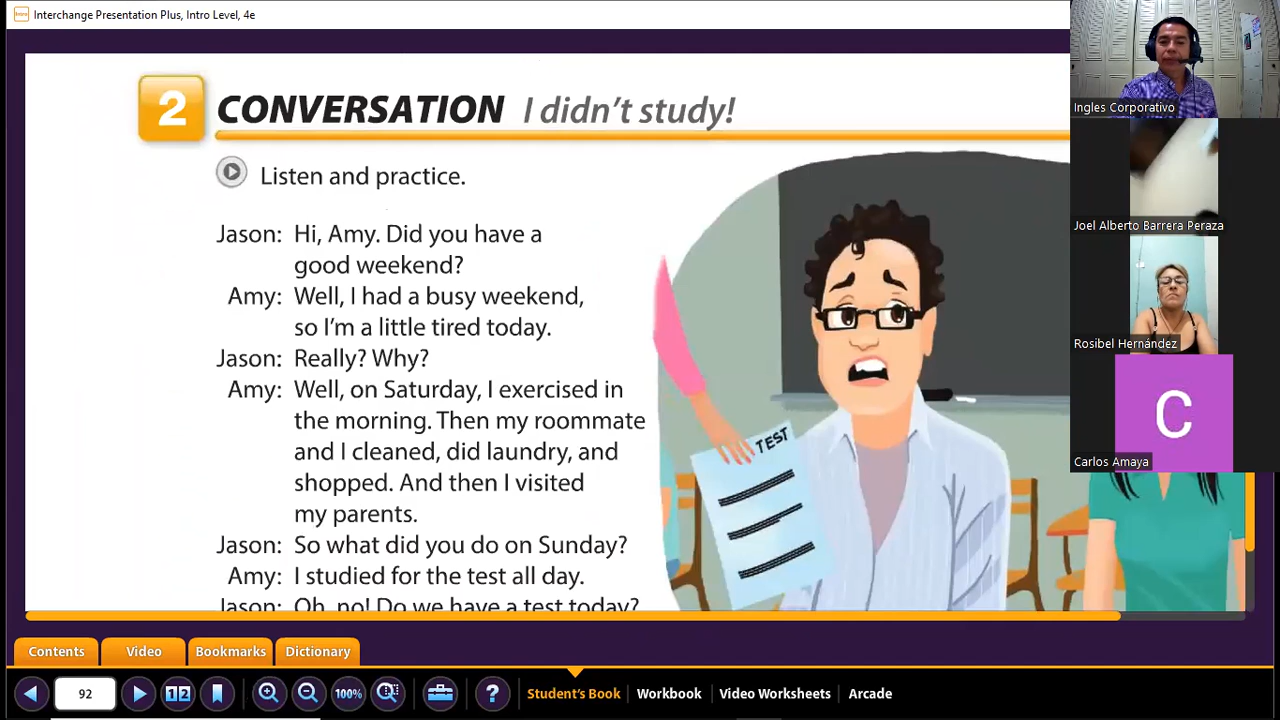 Interchange Presentation Plus, Intro Level, 4e
2 CONVERSATION I didn't study!
Listen and practice.
Jason: Hi, Amy. Did you have a
good weekend?
Amy: Well, I had a busy weekend,
so I'm a little tired today.
Jason: Really? Why?
Amy: Well, on Saturday, I exercised in
the morning. Then my roommate
and I cleaned, did laundry, and
shopped. And then I visited
my parents.
Jason: So what did you do on Sunday?
Amy: I studied for the test all day.
Jason: Oh, no! Do we have a test today?
TEST
Ingles Corporativo
Joel Alberto Barrera Peraza
Rosibel Hernández
C
Carlos Amaya
Contents Video Bookmarks Dictionary
92 12 100% ? Student's Book Workbook Video Worksheets Arcade